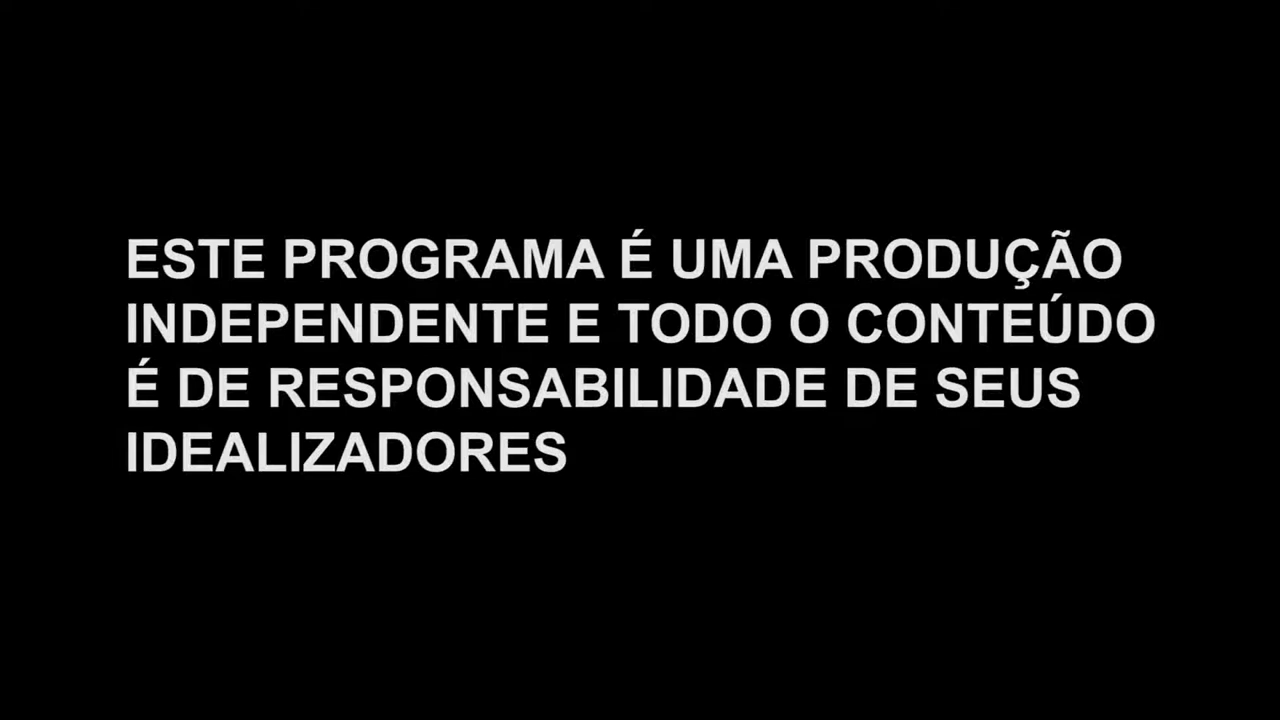 ESTE PROGRAMA É UMA PRODUÇÃO
INDEPENDENTE E TODO O CONTEÚDO
É DE RESPONSABILIDADE DE SEUS
IDEALIZADORES